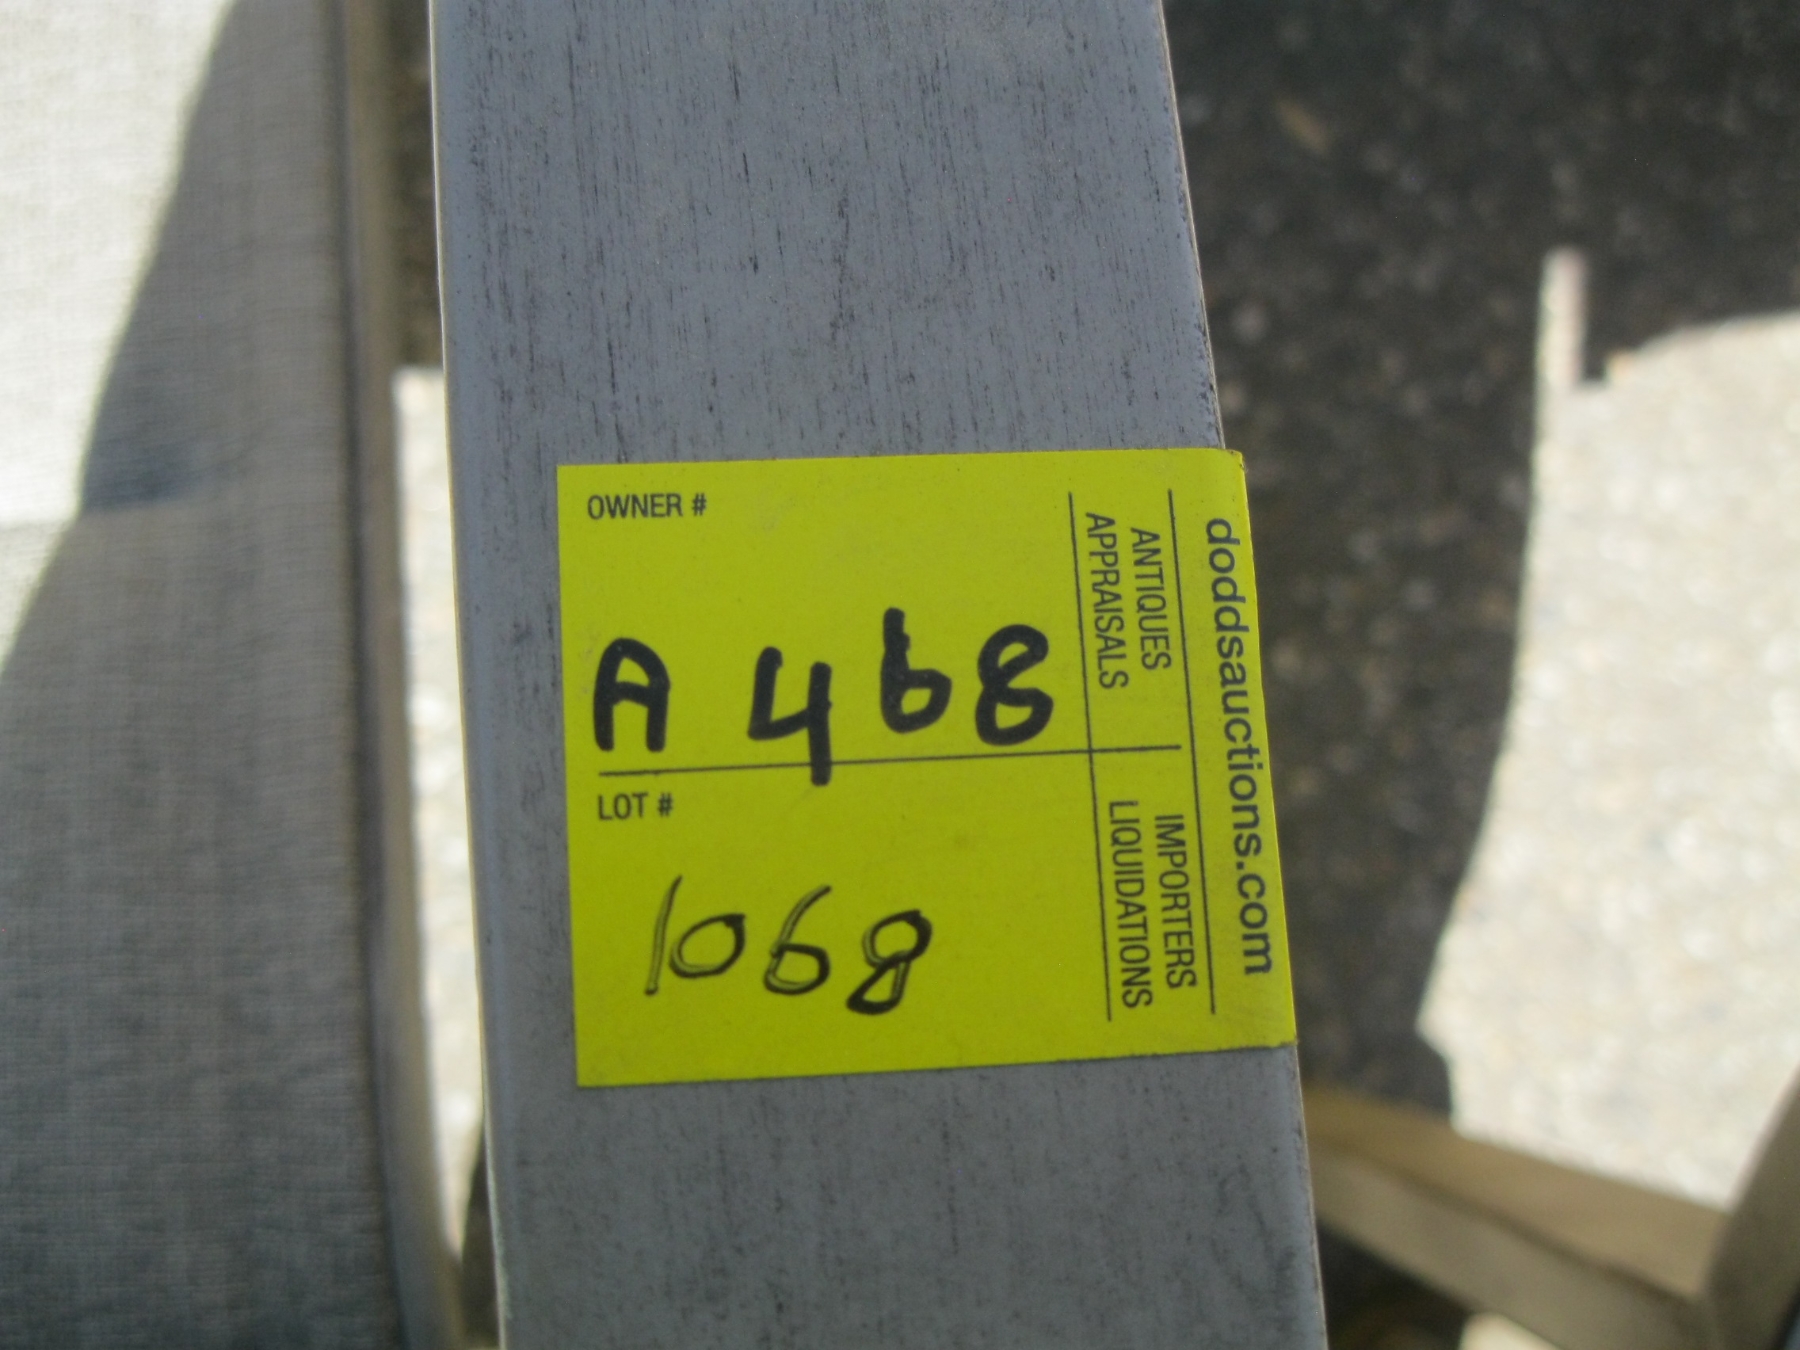 OWNER #
A 468
LOT #
1068
ANTIQUES
APPRAISALS
IMPORTERS
LIQUIDATIONS
doddsauctions.com